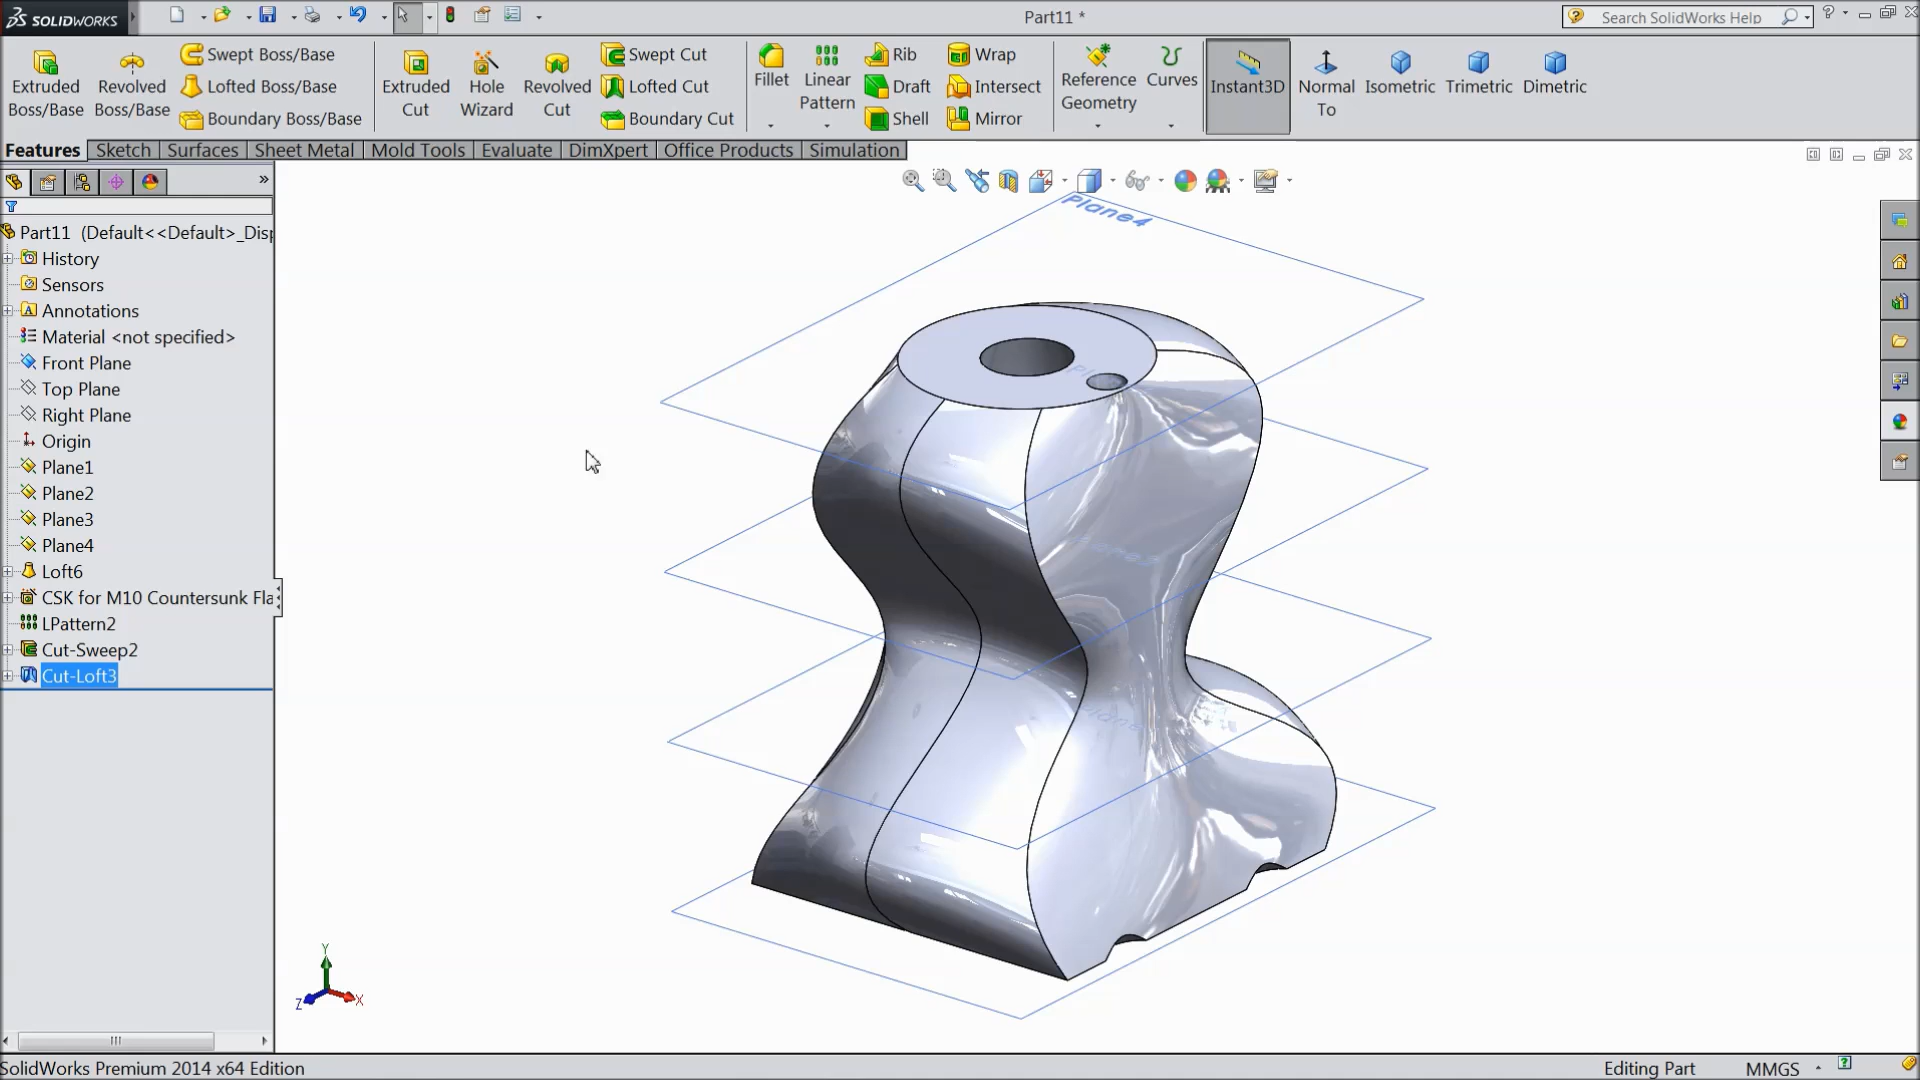 SOLIDWORKS
Part11 *
Search SolidWorks Help
Extruded Boss/Base
Revolved Boss/Base
Swept Boss/Base
Lofted Boss/Base
Boundary Boss/Base
Extruded Cut
Hole Wizard
Revolved Cut
Swept Cut
Lofted Cut
Boundary Cut
Fillet
Linear Pattern
Rib
Draft
Shell
Wrap
Intersect
Mirror
Reference Geometry
Curves
Instant3D
Normal To
Isometric
Trimetric
Dimetric
Features
Sketch
Surfaces
Sheet Metal
Mold Tools
Evaluate
DimXpert
Office Products
Simulation
Part11 (Default<<Default>_Disp
History
Sensors
Annotations
Material <not specified>
Front Plane
Top Plane
Right Plane
Origin
Plane1
Plane2
Plane3
Plane4
Loft6
CSK for M10 Countersunk Fla
LPattern2
Cut-Sweep2
Cut-Loft3
Plane4
Y
Z
X
SolidWorks Premium 2014 x64 Edition
Editing Part
MMGS